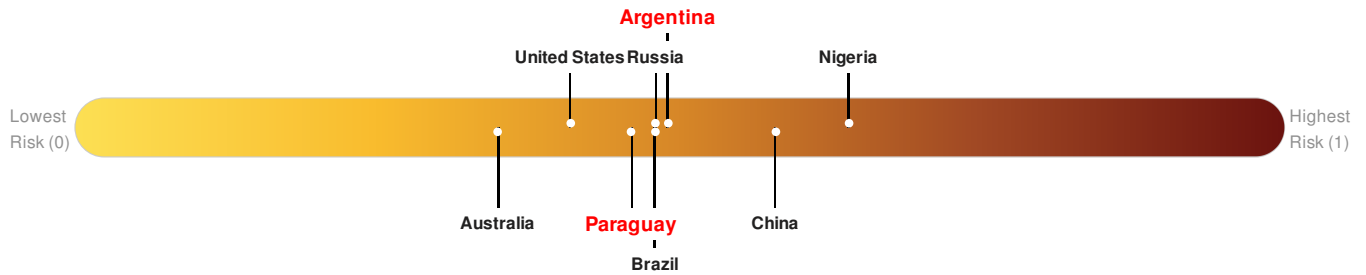 Argentina
United States Russia Nigeria
Lowest
Risk (0)
Highest
Risk (1)
Australia Paraguay China
Brazil